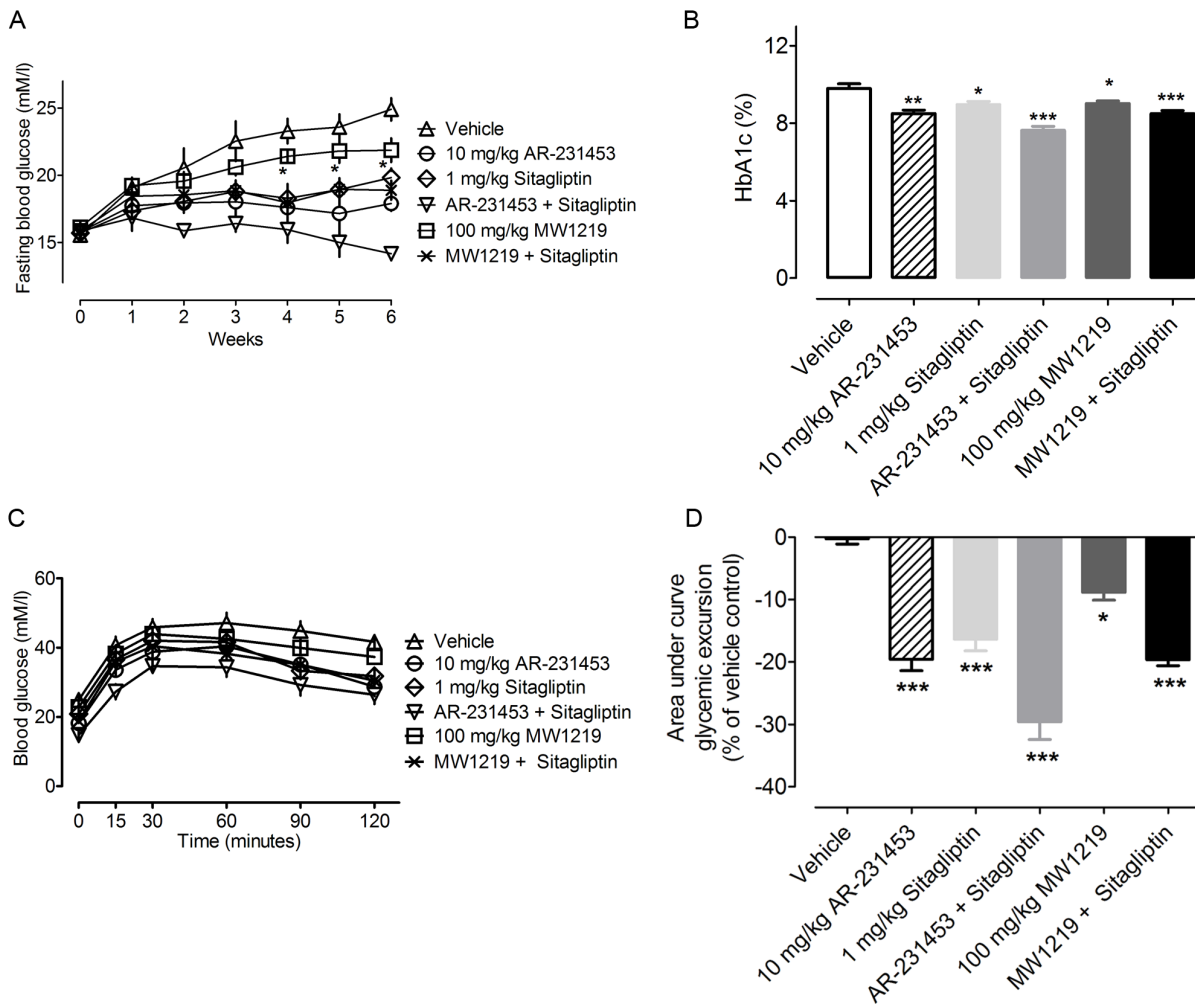 A
Fasting blood glucose (mM/l)
25
20
15
0 1 2 3 4 5 6
Weeks
* * *
Vehicle
10 mg/kg AR-231453
1 mg/kg Sitagliptin
AR-231453 + Sitagliptin
100 mg/kg MW1219
MW1219 + Sitagliptin
B
HbA1c (%)
12
8
4
0
** * *** * ***
Vehicle
10 mg/kg AR-231453
1 mg/kg Sitagliptin
AR-231453 + Sitagliptin
100 mg/kg MW1219
MW1219 + Sitagliptin
C
Blood glucose (mM/l)
60
40
20
0
0 15 30 60 90 120
Time (minutes)
Vehicle
10 mg/kg AR-231453
1 mg/kg Sitagliptin
AR-231453 + Sitagliptin
100 mg/kg MW1219
MW1219 + Sitagliptin
D
Area under curve
glycemic excursion
(% of vehicle control)
0
-10
-20
-30
-40
*** *** *** * ***
Vehicle
10 mg/kg AR-231453
1 mg/kg Sitagliptin
AR-231453 + Sitagliptin
100 mg/kg MW1219
MW1219 + Sitagliptin